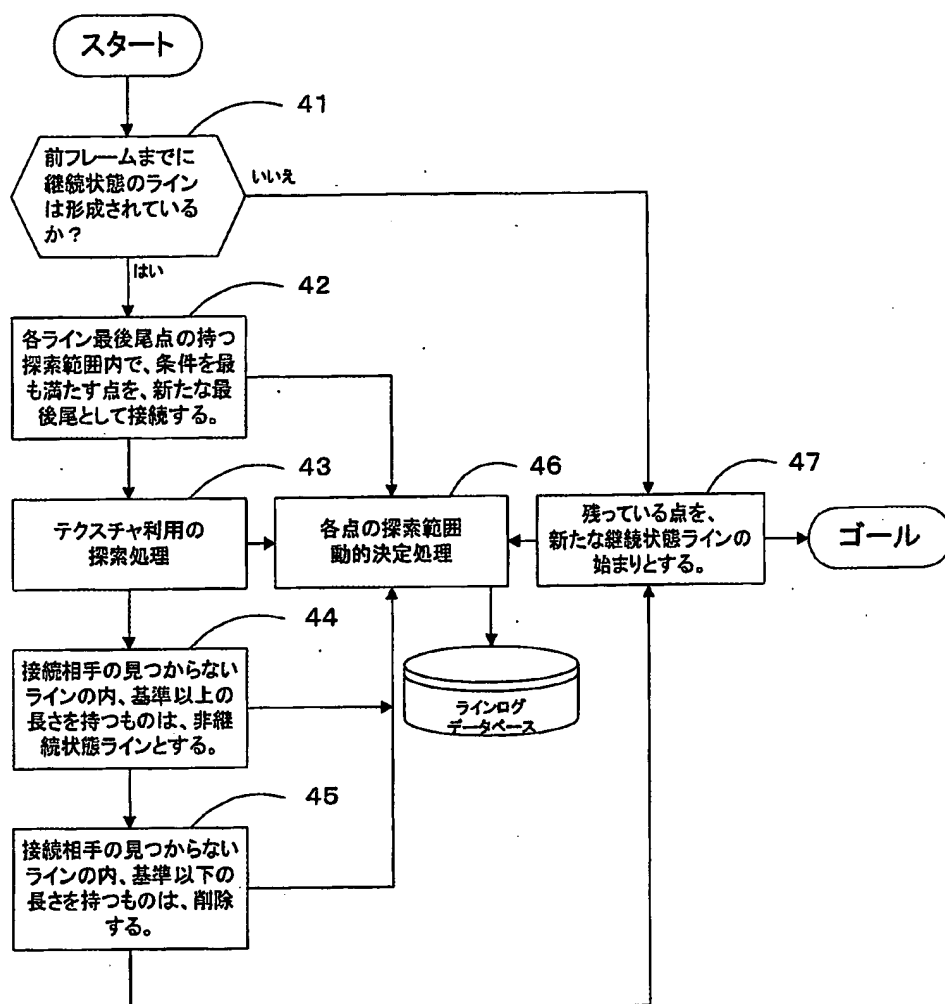 スタート
41
前フレームまでに
継続状態のライン
は形成されている
か？
いいえ
はい
42
各ライン最後尾点の持つ
探索範囲内で、条件を最
も満たす点を、新たな最
後尾として接続する。
43
テクスチャ利用の
探索処理
46
各点の探索範囲
動的決定処理
47
残っている点を、
新たな継続状態ラインの
始まりとする。
ゴール
44
接続相手の見つからない
ラインの内、基準以上の
長さを持つものは、非継
続状態ラインとする。
ラインログ
データベース
45
接続相手の見つからない
ラインの内、基準以下の
長さを持つものは、削除
する。